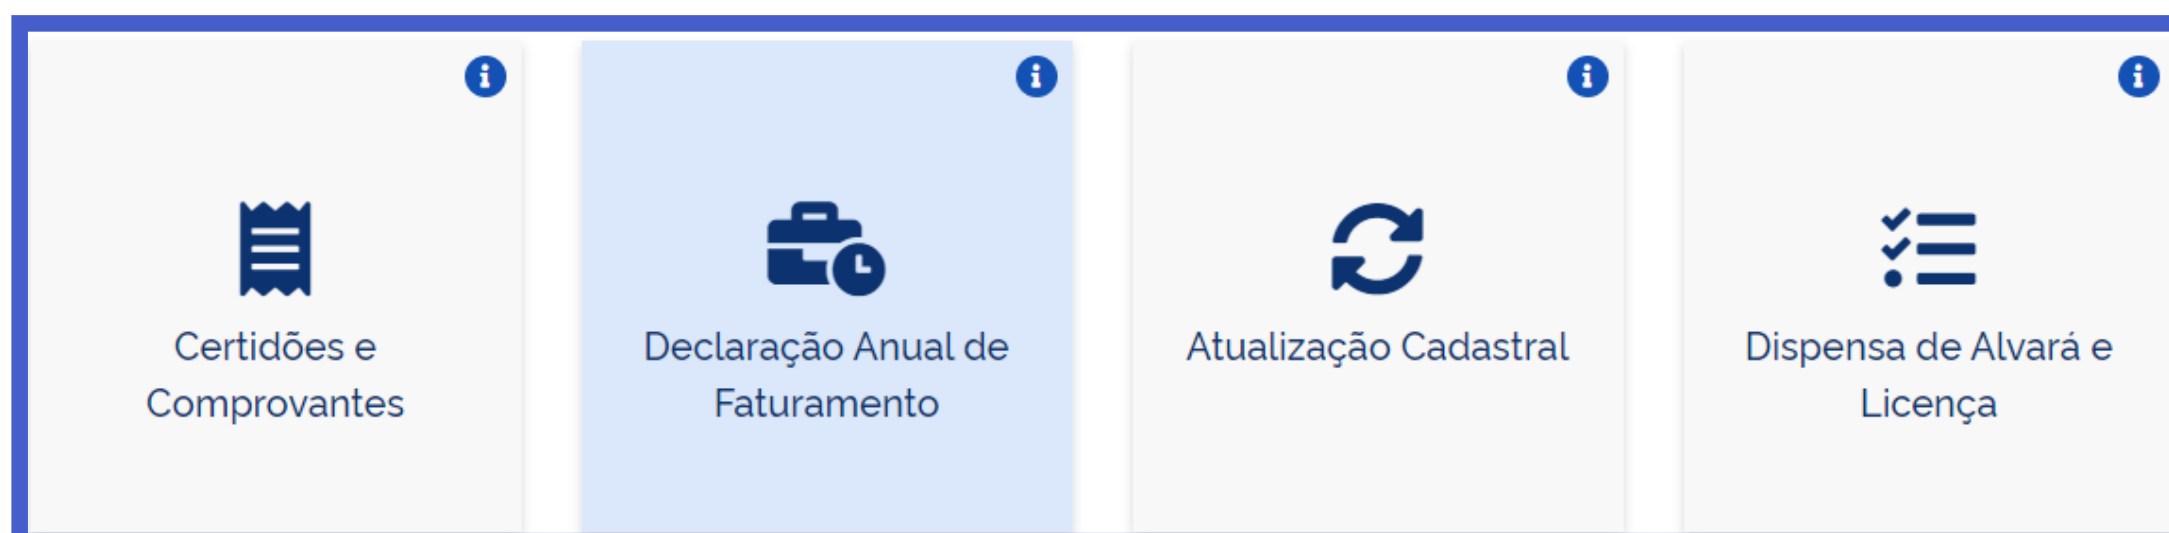 Certidões e
Comprovantes
Declaração Anual de
Faturamento
Atualização Cadastral
Dispensa de Alvará e
Licença